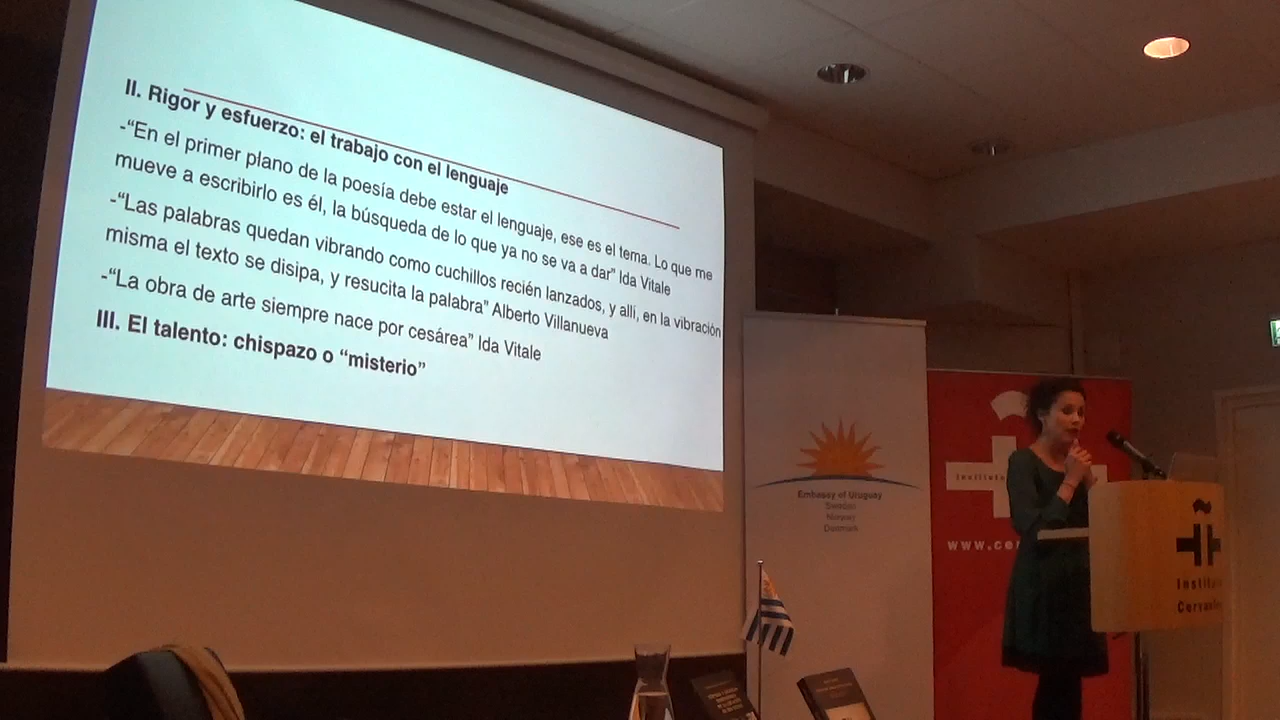 II. Rigor y esfuerzo: el trabajo con el lenguaje
-“En el primer plano de la poesía debe estar el lenguaje, ese es el tema. Lo que me
mueve a escribirlo es él, la búsqueda de lo que ya no se va a dar” Ida Vitale
-“Las palabras quedan vibrando como cuchillos recién lanzados, y allí, en la vibración
misma el texto se disipa, y resucita la palabra” Alberto Villanueva
-“La obra de arte siempre nace por cesárea” Ida Vitale
III. El talento: chispazo o “misterio”
Embassy of Uruguay
Sweden
Norway
Denmark
Instituto
www.cer
Instituto
Cervantes